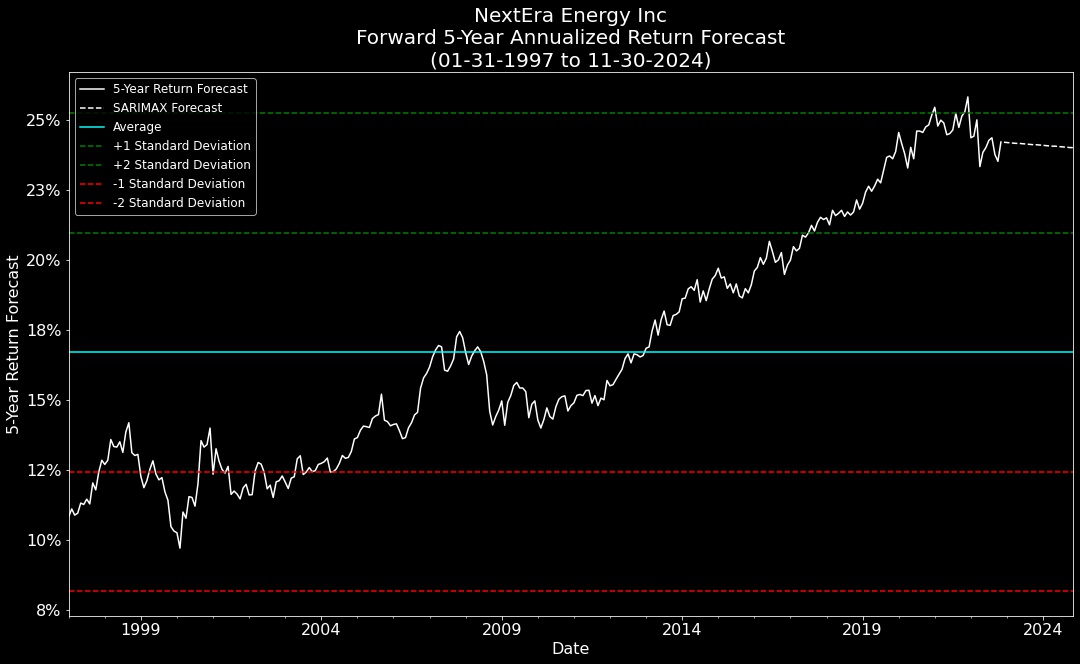 NextEra Energy Inc
Forward 5-Year Annualized Return Forecast
(01-31-1997 to 11-30-2024)
5-Year Return Forecast
SARIMAX Forecast
Average
+1 Standard Deviation
+2 Standard Deviation
-1 Standard Deviation
-2 Standard Deviation
25%
23%
20%
18%
15%
12%
10%
8%
5-Year Return Forecast
1999
2004
2009
2014
2019
2024
Date